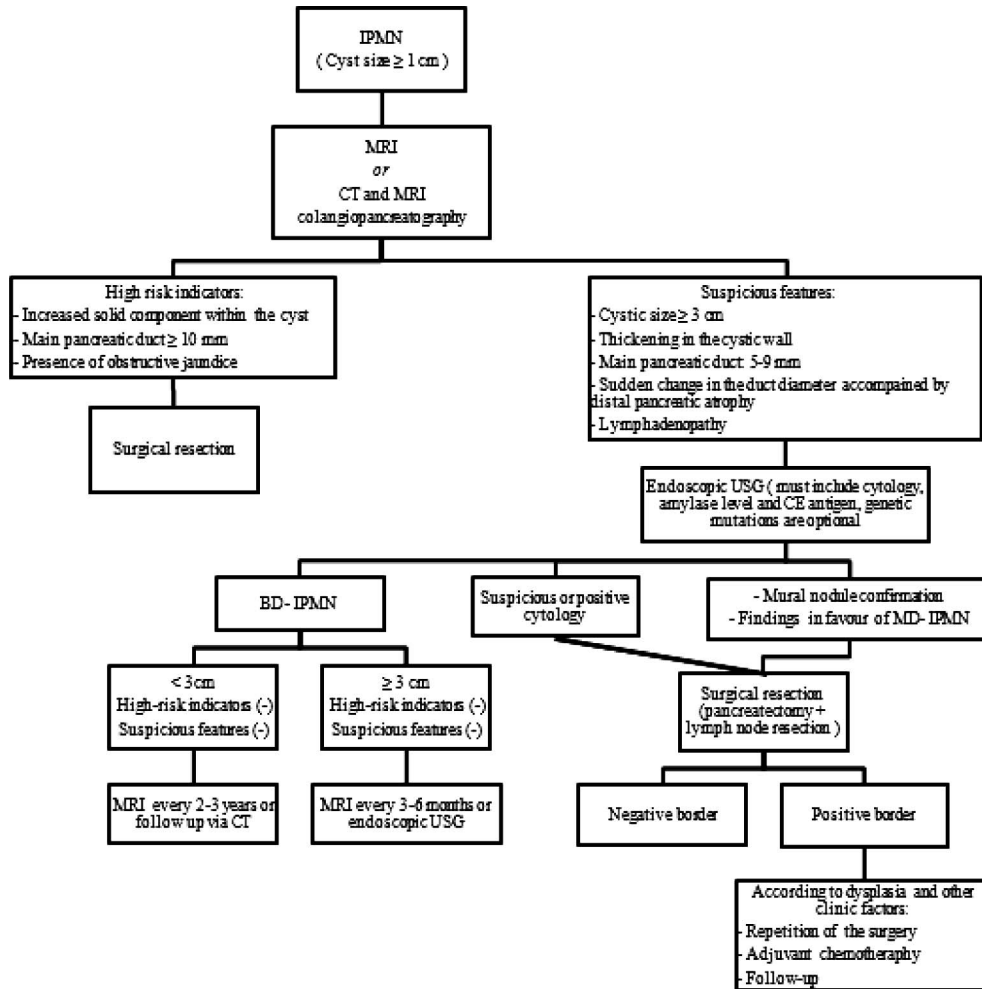 IPMN
( Cyst size ≥ 1 cm )
MRI
or
CT and MRI
colangiopancreatography
High risk indicators:
- Increased solid component within the cyst
- Main pancreatic duct ≥ 10 mm
- Presence of obstructive jaundice
Surgical resection
Suspicious features:
- Cystic size ≥ 3 cm
- Thickening in the cystic wall
- Main pancreatic duct: 5-9 mm
- Sudden change in the duct diameter accompained by
distal pancreatic atrophy
- Lymphadenopathy
Endoscopic USG ( must include cytology,
amylase level and CE antigen, genetic
mutations are optional
BD- IPMN
Suspicious or positive
cytology
- Mural nodule confirmation
- Findings in favour of MD- IPMN
< 3 cm
High-risk indicators (-)
Suspicious features (-)
≥ 3 cm
High-risk indicators (-)
Suspicious features (-)
Surgical resection
(pancreatectomy +
lymph node resection )
MRI every 2-3 years or
follow up via CT
MRI every 3-6 months or
endoscopic USG
Negative border
Positive border
According to dysplasia and other
clinic factors:
- Repetition of the surgery
- Adjuvant chemotheraphy
- Follow-up